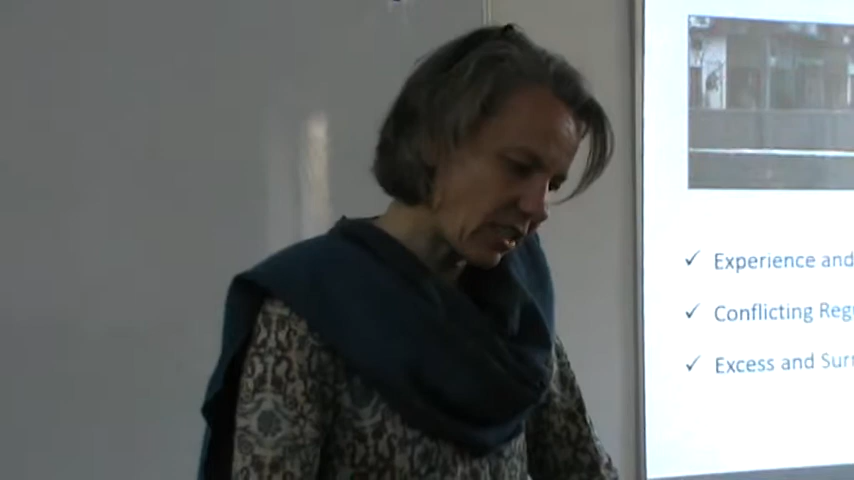 ✓ Experience and
✓ Conflicting
✓ Excess and